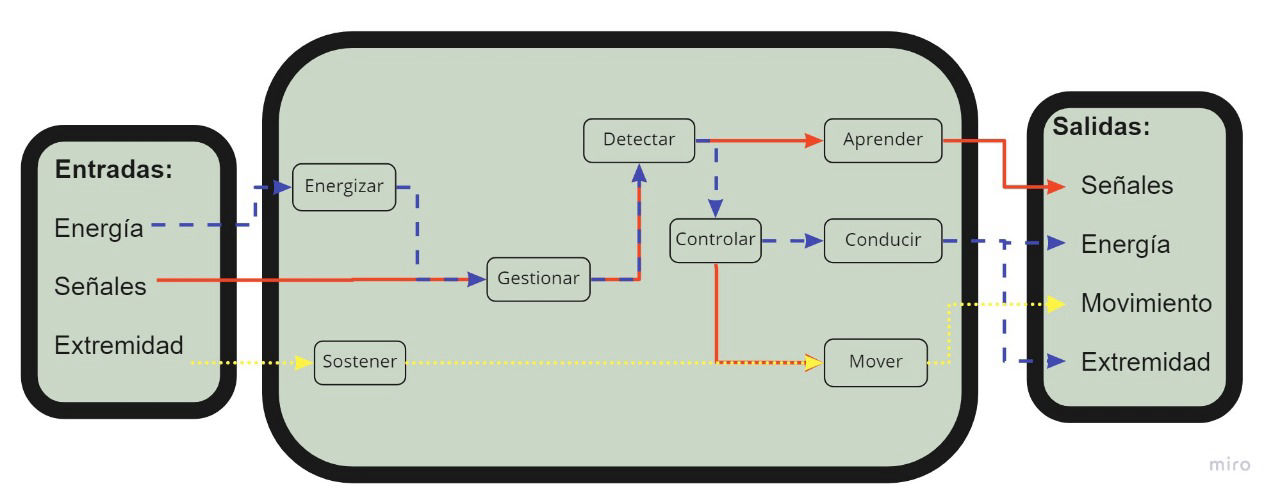 Entradas:
Energía
Señales
Extremidad
Energizar
Gestionar
Sostener
Detectar
Controlar
Aprender
Conducir
Mover
Salidas:
Señales
Energía
Movimiento
Extremidad
miro